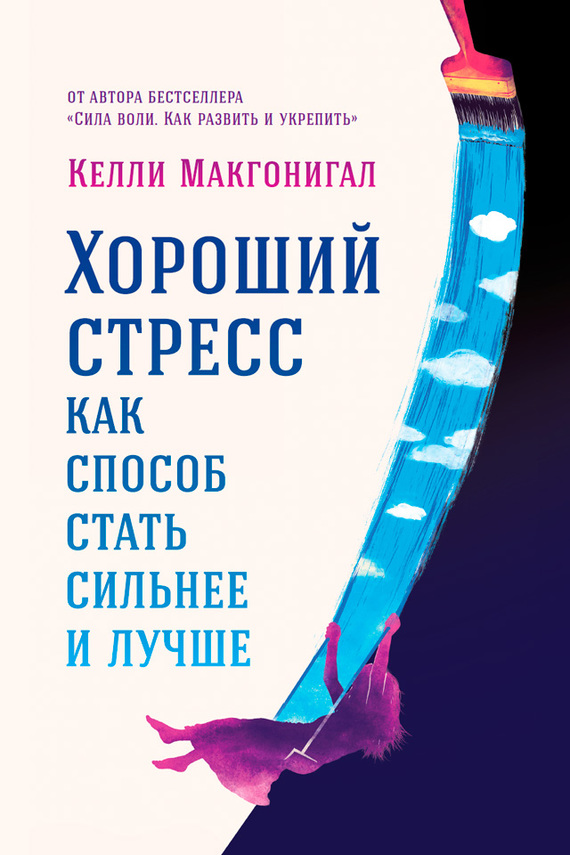 от автора бестселлера
«Сила воли. Как развить и укрепить»
Келли Макгонигал
Хороший
стресс
как
способ
стать
сильнее
и лучше